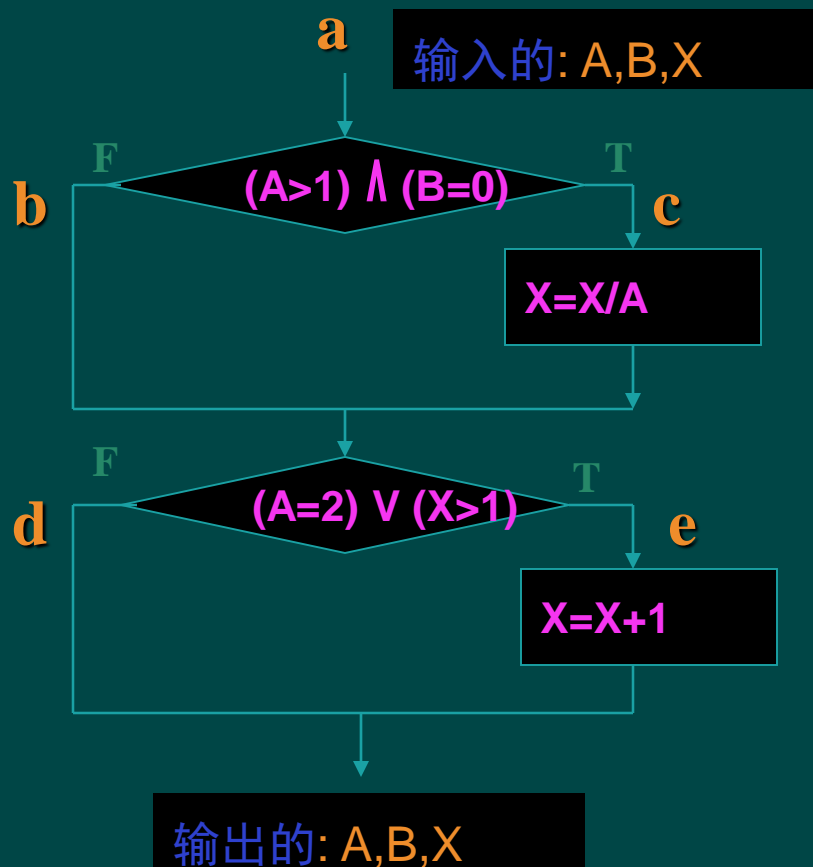 a
输入的: A,B,X
F
T
(A>1) Λ (B=0)
b
c
X=X/A
F
T
(A=2) V (X>1)
d
e
X=X+1
输出的: A,B,X